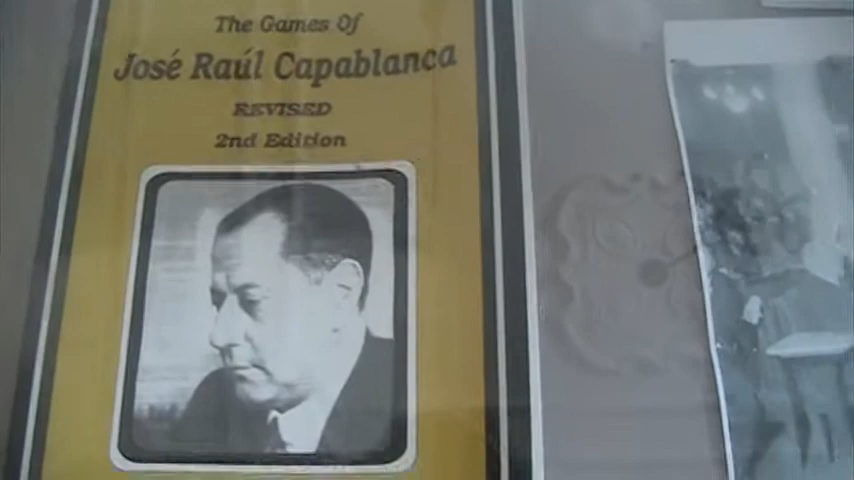 The Games Of
José Raúl Capablanca
REVISED
2nd Edition